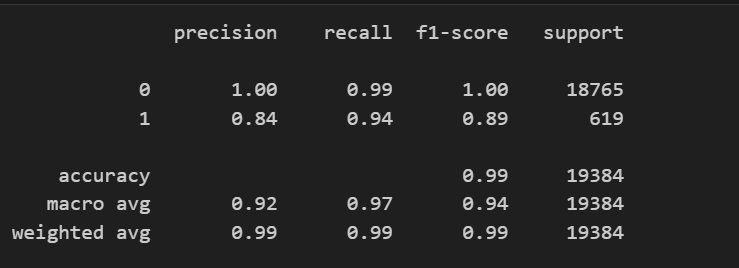 precision recall f1-score support
0 1.00 0.99 1.00 18765
1 0.84 0.94 0.89 619
accuracy 0.99 19384
macro avg 0.92 0.97 0.94 19384
weighted avg 0.99 0.99 0.99 19384